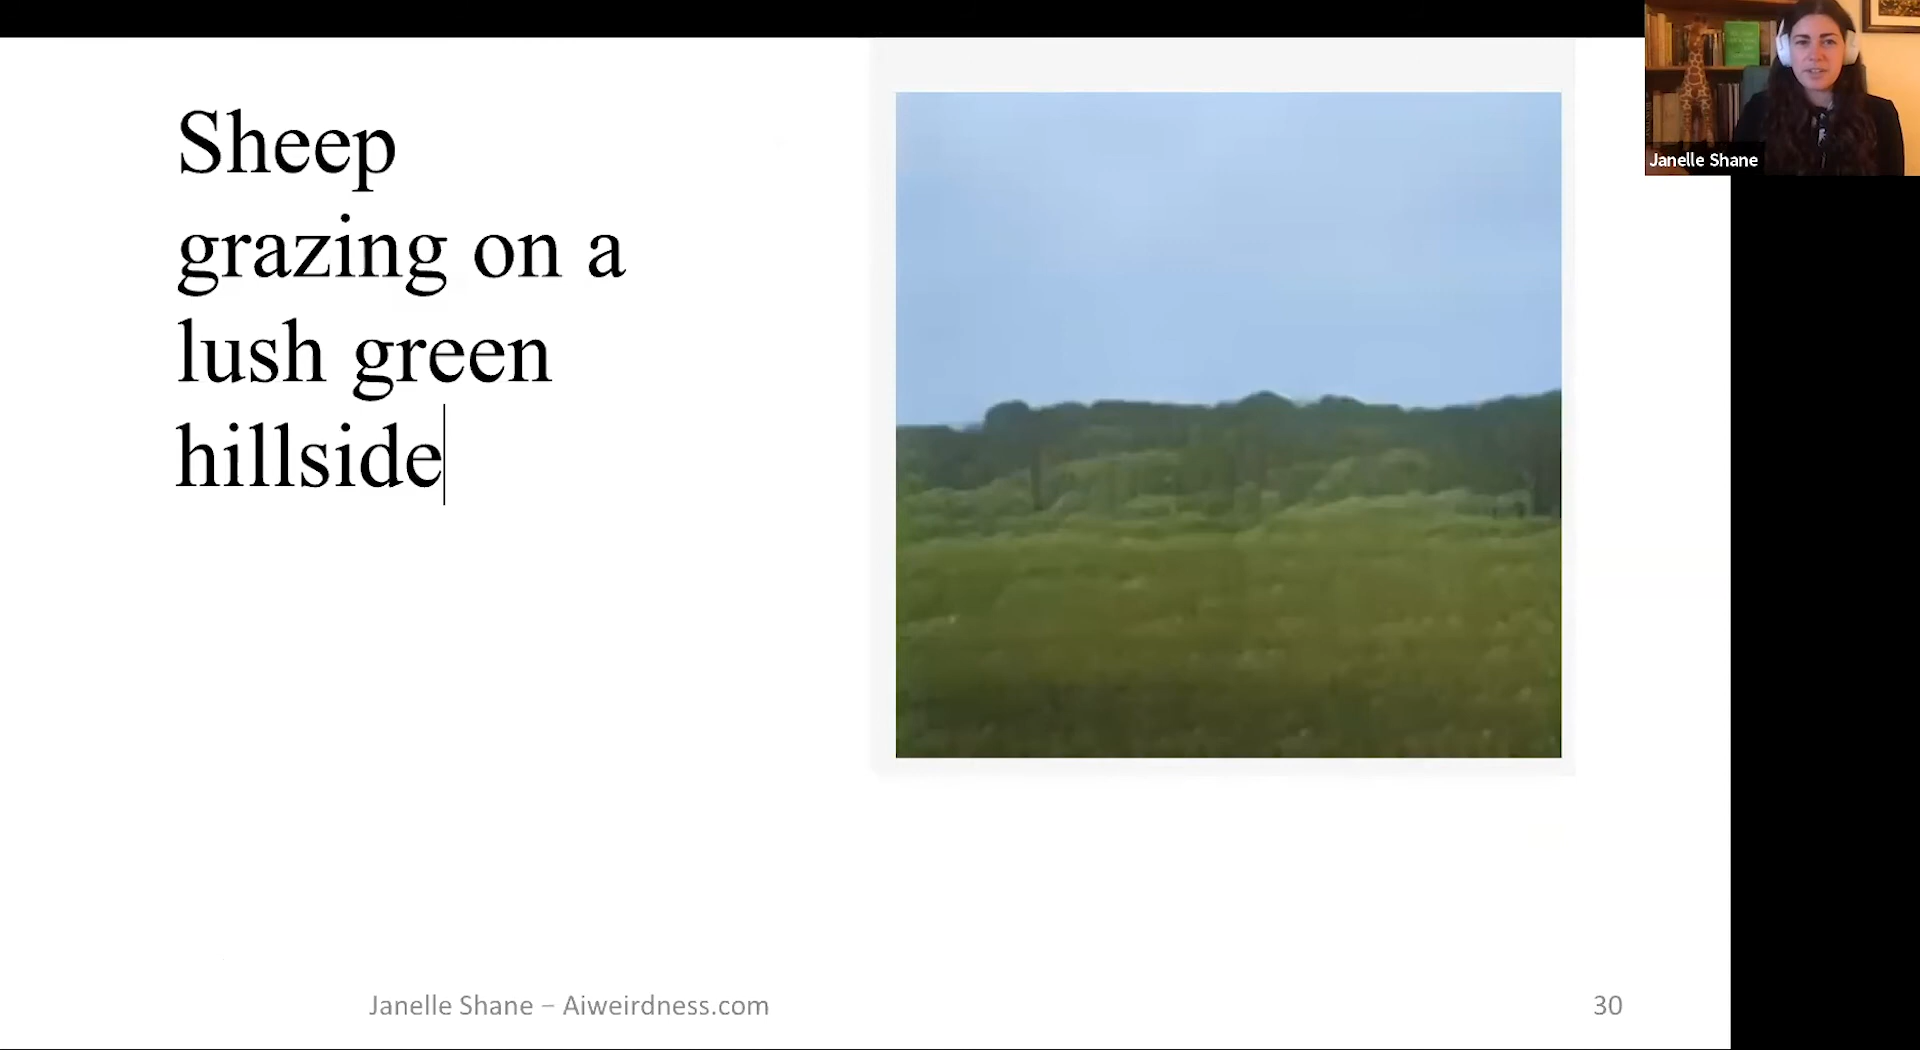 Sheep
grazing on a
lush green
hillside
Janelle Shane
Janelle Shane – Aiweirdness.com
30